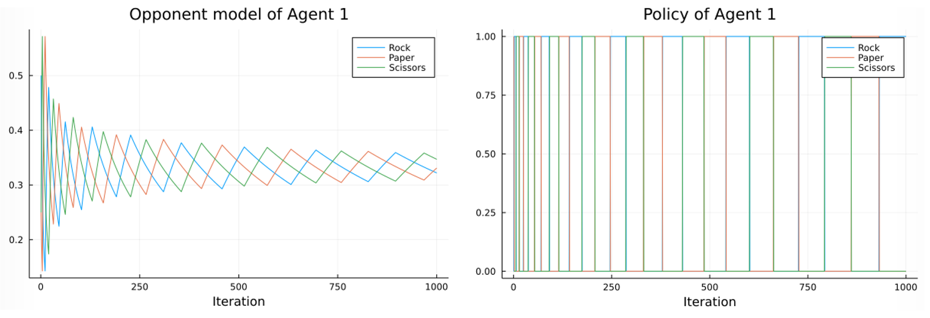 Opponent model of Agent 1
0.5
0.4
0.3
0.2
Rock
Paper
Scissors
0
250
500
750
1000
Iteration
Policy of Agent 1
1.00
0.75
0.50
0.25
0.00
Rock
Paper
Scissors
0
250
500
750
1000
Iteration